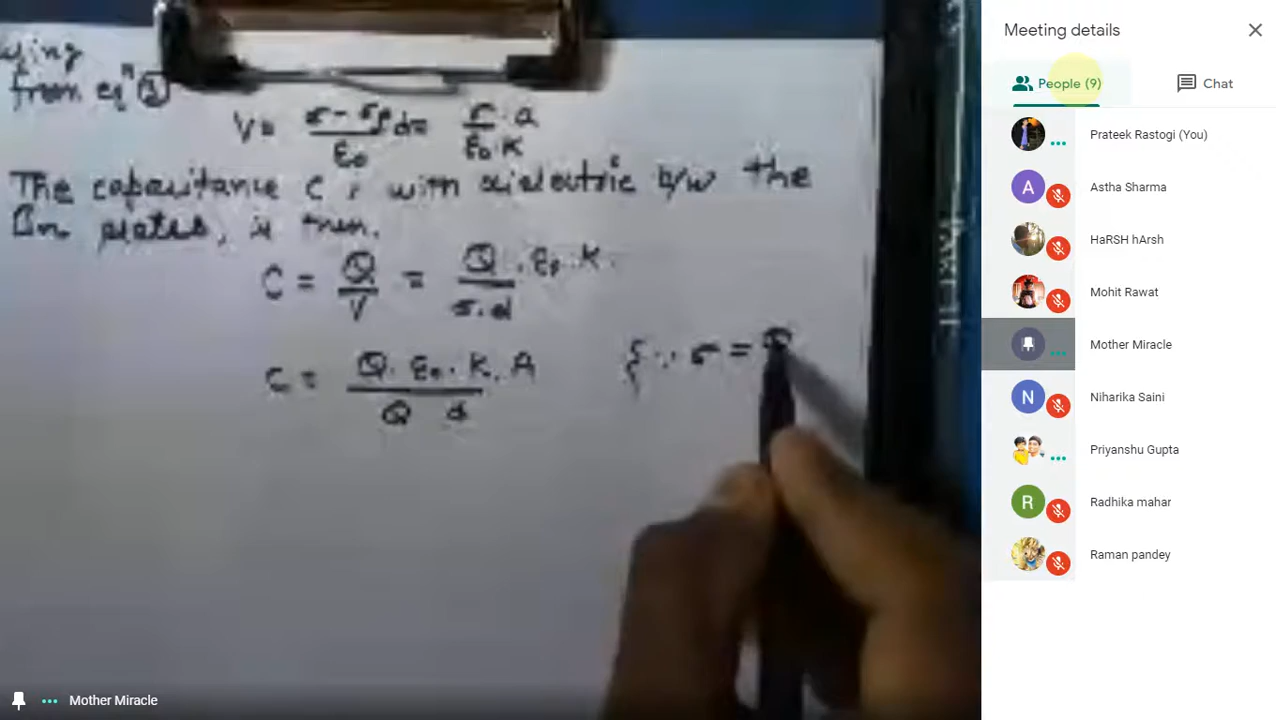 using
from eqⁿ ③
V = σ - σp d = σ . d
ε₀ ε₀ . K
The capacitance C , with dielectric b/w the
plates, is then.
C = Q = Q . ε₀ . K
V σ . d
C = Q . ε₀ . K . A { ∵ σ = Q
Q d
Mother Miracle
Meeting details
People (9)
Chat
Prateek Rastogi (You)
Astha Sharma
HaRSH hArsh
Mohit Rawat
Mother Miracle
Niharika Saini
Priyanshu Gupta
Radhika mahar
Raman pandey
A
N
R